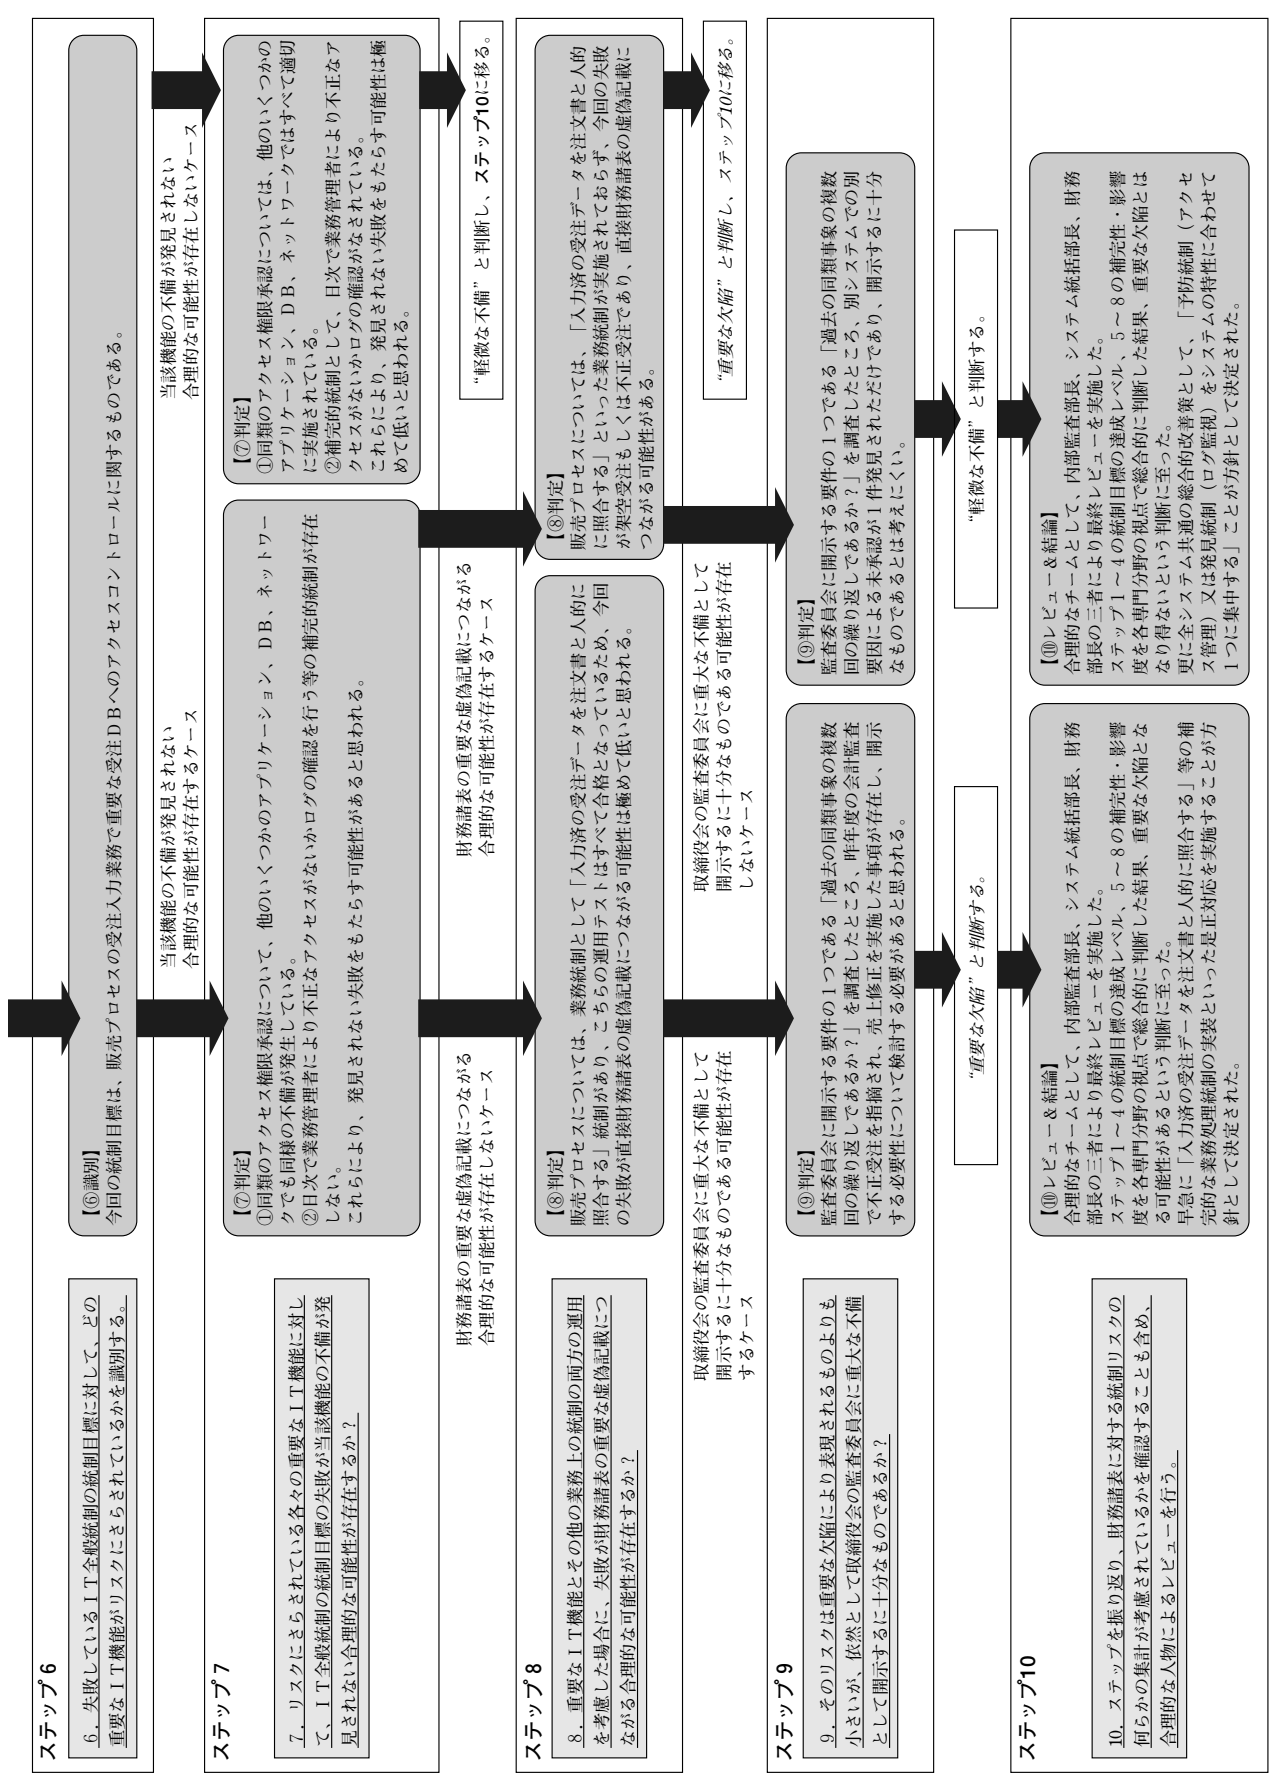 ステップ6
6．失敗しているＩＴ全般統制の統制目標に対して、どの
重要なＩＴ機能がリスクにさらされているかを識別する。
【⑥識別】
今回の統制目標は、販売プロセスの受注入力業務で重要な受注ＤＢへのアクセスコントロールに関するものである。
当該機能の不備が発見されない
合理的な可能性が存在するケース
当該機能の不備が発見されない
合理的な可能性が存在しないケース
ステップ7
7．リスクにさらされている各々の重要なＩＴ機能に対し
て、ＩＴ全般統制の統制目標の失敗が当該機能の不備が発
見されない合理的な可能性が存在するか？
【⑦判定】
①同類のアクセス権限承認について、他のいくつかのアプリケーション、ＤＢ、ネットワー
クでも同様の不備が発生している。
②日次で業務管理者により不正なアクセスがないかログの確認を行う等の補完的統制が存在
しない。
これらにより、発見されない失敗をもたらす可能性があると思われる。
【⑦判定】
①同類のアクセス権限承認については、他のいくつかの
アプリケーション、ＤＢ、ネットワークではすべて適切
に実施されている。
②補完的統制として、日次で業務管理者により不正なア
クセスがないかログの確認がなされている。
これらにより、発見されない失敗をもたらす可能性は極
めて低いと思われる。
財務諸表の重要な虚偽記載につながる
合理的な可能性が存在しないケース
財務諸表の重要な虚偽記載につながる
合理的な可能性が存在するケース
“軽微な不備”と判断し、ステップ10に移る。
ステップ8
8．重要なＩＴ機能とその他の業務上の統制の両方の運用
を考慮した場合に、失敗が財務諸表の重要な虚偽記載につ
ながる合理的な可能性が存在するか？
【⑧判定】
販売プロセスについては、業務統制として「入力済の受注データを注文書と人的に
照合する」統制があり、こちらの運用テストはすべて合格となっているため、今回
の失敗が直接財務諸表の虚偽記載につながる可能性は極めて低いと思われる。
【⑧判定】
販売プロセスについては、「入力済の受注データを注文書と人的
に照合する」といった業務統制が実施されておらず、今回の失敗
が架空受注もしくは不正受注であり、直接財務諸表の虚偽記載に
つながる可能性がある。
取締役会の監査委員会に重大な不備として
開示するに十分なものである可能性が存在
するケース
取締役会の監査委員会に重大な不備として
開示するに十分なものである可能性が存在
しないケース
“重要な欠陥”と判断し、ステップ10に移る。
ステップ9
9．そのリスクは重要な欠陥により表現されるものよりも
小さいが、依然として取締役会の監査委員会に重大な不備
として開示するに十分なものであるか？
【⑨判定】
監査委員会に開示する要件の１つである「過去の同類事象の複数
回の繰り返しであるか？」を調査したところ、昨年度の会計監査
で不正受注を指摘され、売上修正を実施した事項が存在し、開示
する必要性について検討する必要があると思われる。
【⑨判定】
監査委員会に開示する要件の１つである「過去の同類事象の複数
回の繰り返しであるか？」を調査したところ、別システムでの別
要因による未承認が１件発見されただけであり、開示するに十分
なものであるとは考えにくい。
“重要な欠陥”と判断する。
“軽微な不備”と判断する。
ステップ10
10．ステップを振り返り、財務諸表に対する統制リスクの
何らかの集計が考慮されているかを確認することも含め、
合理的な人物によるレビューを行う。
【⑩レビュー＆結論】
合理的なチームとして、内部監査部長、システム統括部長、財務
部長の三者により最終レビューを実施した。
ステップ１～４の統制目標の達成レベル、５～８の補完性・影響
度を各専門分野の視点で総合的に判断した結果、重要な欠陥とな
る可能性があるという判断に至った。
早急に「入力済の受注データを注文書と人的に照合する」等の補
完的な業務処理統制の実装といった是正対応を実施することが方
針として決定された。
【⑩レビュー＆結論】
合理的なチームとして、内部監査部長、システム統括部長、財務
部長の三者により最終レビューを実施した。
ステップ１～４の統制目標の達成レベル、５～８の補完性・影響
度を各専門分野の視点で総合的に判断した結果、重要な欠陥とは
なり得ないという判断に至った。
更に全システム共通の総合的改善策として、「予防統制（アクセ
ス管理）又は発見統制（ログ監視）をシステムの特性に合わせて
１つに集中する」ことが方針として決定された。